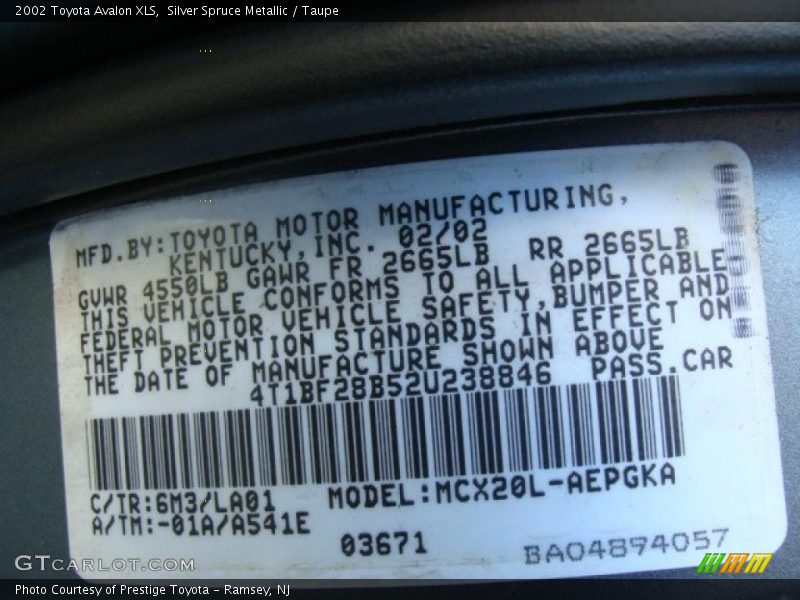 2002 Toyota Avalon XLS,  Silver Spruce Metallic / Taupe
MFD.BY:TOYOTA MOTOR MANUFACTURING,
KENTUCKY,INC. 02/02
GVWR 4550LB GAWR FR 2665LB RR 2665LB
THIS VEHICLE CONFORMS TO ALL APPLICABLE
FEDERAL MOTOR VEHICLE SAFETY,BUMPER AND
THEFT PREVENTION STANDARDS IN EFFECT ON
THE DATE OF MANUFACTURE SHOWN ABOVE
4T1BF28B52U238846 PASS.CAR
C/TR:6M3/LA01 MODEL:MCX20L-AEPGKA
A/TM:-01A/A541E
03671 BA04894057
GTCarlot.com
Photo Courtesy of Prestige Toyota - Ramsey, NJ